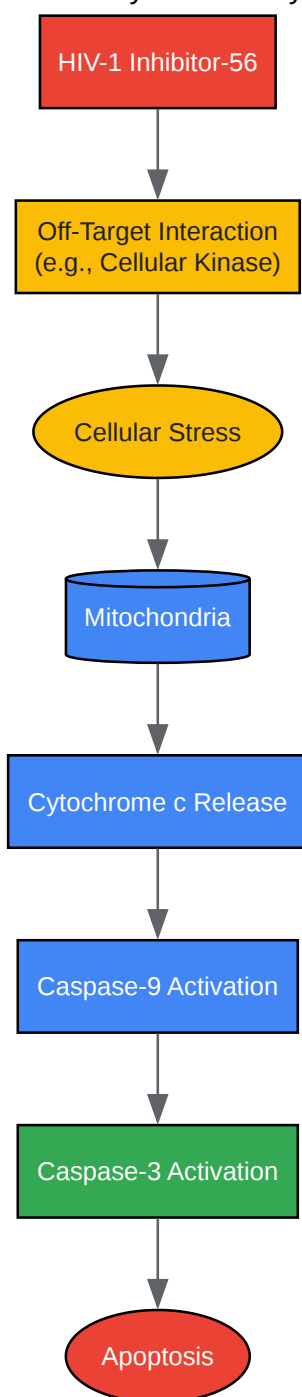 HIV-1 Inhibitor-56
Off-Target Interaction
(e.g., Cellular Kinase)
Cellular Stress
Mitochondria
Cytochrome c Release
Caspase-9 Activation
Caspase-3 Activation
Apoptosis